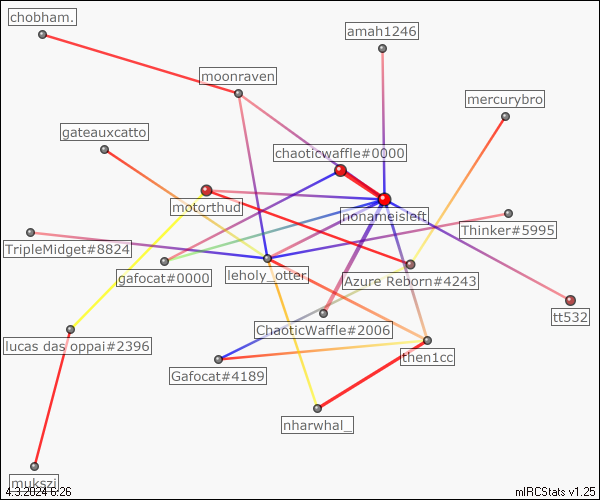 chobham.
amah1246
moonraven
mercurybro
gateauxcatto
chaoticwaffle#0000
motorthud
nonameisleft
Thinker#5995
TripleMidget#8824
gafocat#0000
leholy_otter
Azure Reborn#4243
tt532
ChaoticWaffle#2006
lucas das oppai#2396
then1cc
Gafocat#4189
nharwhal_
mukszi
4.3.2024 6:26
mIRCStats v1.25